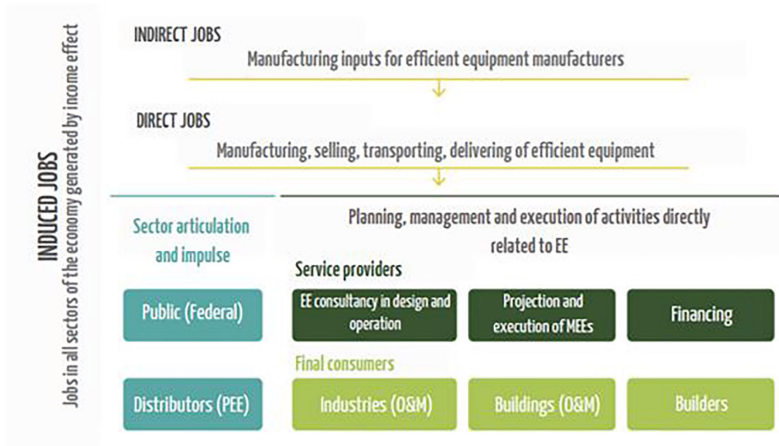 INDUCED JOBS
Jobs in all sectors of the economy generated by income effect
INDIRECT JOBS
Manufacturing inputs for efficient equipment manufacturers
DIRECT JOBS
Manufacturing, selling, transporting, delivering of efficient equipment
Sector articulation
and impulse
Public (Federal)
Distributors (PEE)
Planning, management and execution of activities directly
related to EE
Service providers
EE consultancy in design and
operation
Projection and
execution of MEEs
Financing
Final consumers
Industries (O&M)
Buildings (O&M)
Builders